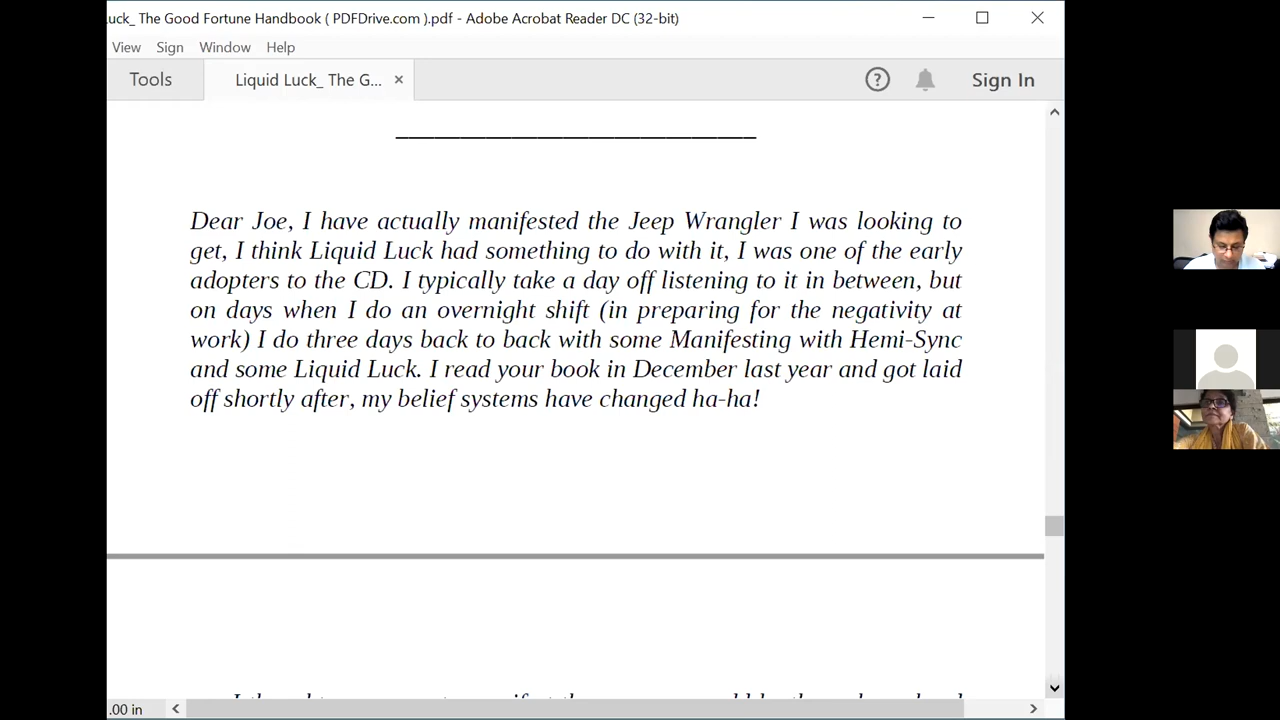 uck_ The Good Fortune Handbook ( PDFDrive.com ).pdf - Adobe Acrobat Reader DC (32-bit)
View Sign Window Help
Tools Liquid Luck_ The G... Sign In
Dear Joe, I have actually manifested the Jeep Wrangler I was looking to
get, I think Liquid Luck had something to do with it, I was one of the early
adopters to the CD. I typically take a day off listening to it in between, but
on days when I do an overnight shift (in preparing for the negativity at
work) I do three days back to back with some Manifesting with Hemi-Sync
and some Liquid Luck. I read your book in December last year and got laid
off shortly after, my belief systems have changed ha-ha!
.00 in